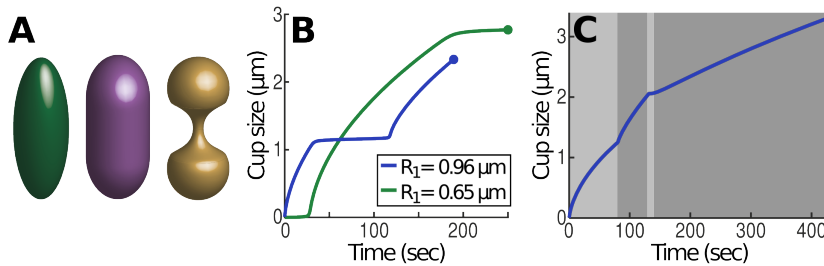 A
B
3
2
1
0
Cup size (µm)
0
100
200
Time (sec)
R1 = 0.96 µm
R1 = 0.65 µm
C
3
2
1
0
Cup size (µm)
0
100
200
300
400
Time (sec)